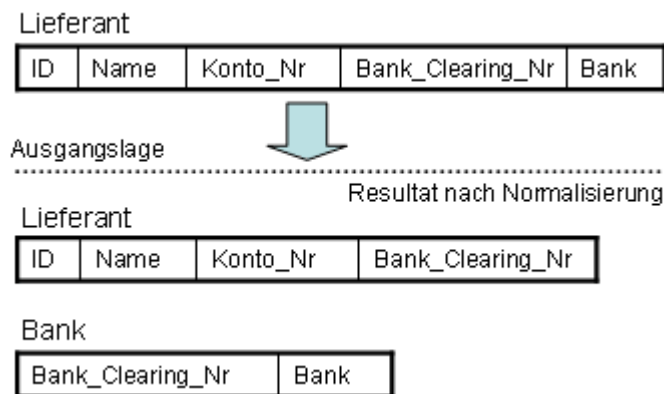 Lieferant
ID Name Konto_Nr Bank_Clearing_Nr Bank
Ausgangslage
Resultat nach Normalisierung
Lieferant
ID Name Konto_Nr Bank_Clearing_Nr
Bank
Bank_Clearing_Nr Bank